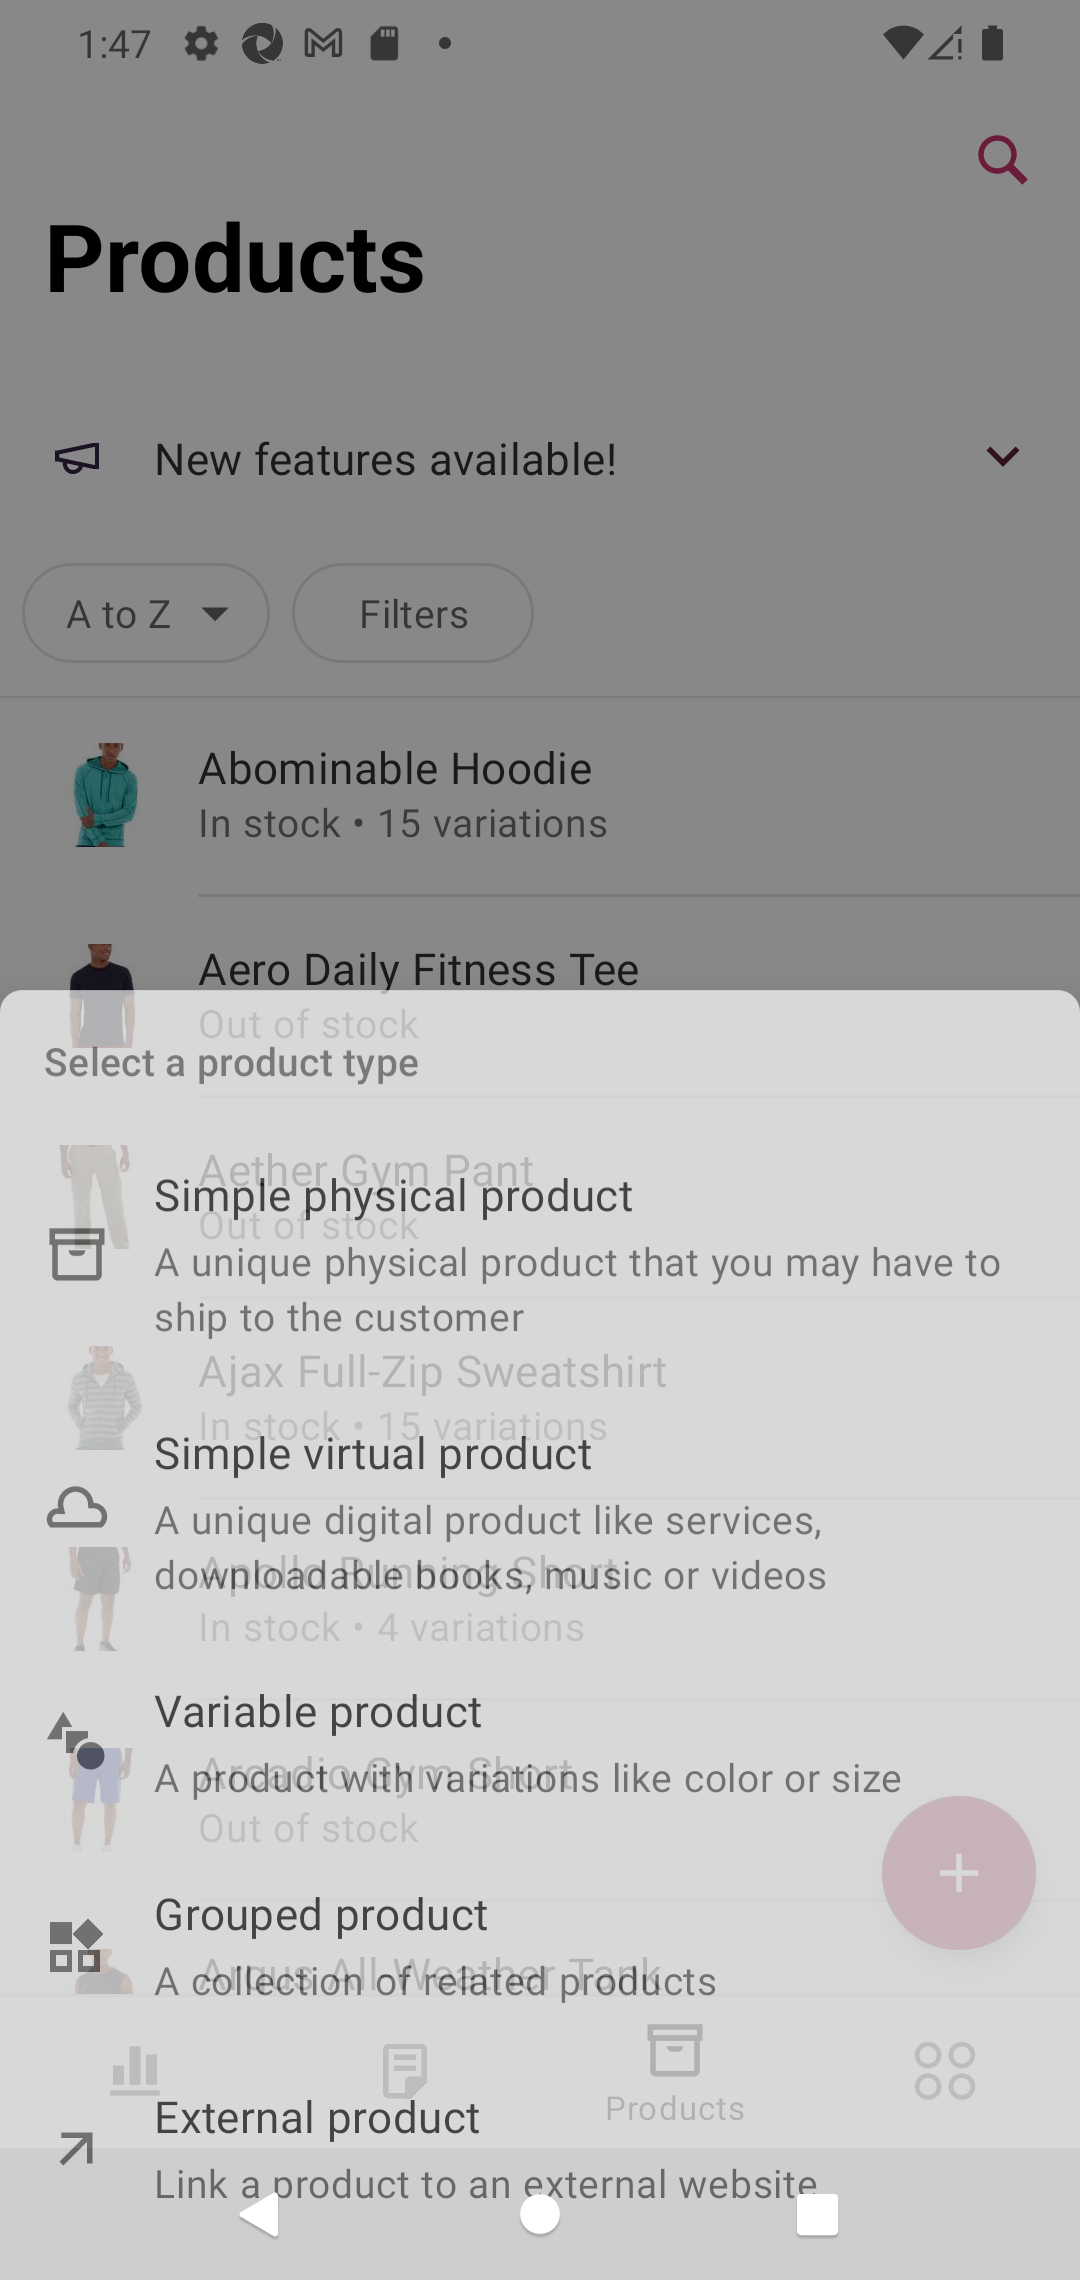 1:47
Products
New features available!
A to Z
Filters
Abominable Hoodie
In stock • 15 variations
Aero Daily Fitness Tee
Out of stock
Select a product type
Aether Gym Pant
Simple physical product
Out of stock
A unique physical product that you may have to
ship to the customer
Ajax Full-Zip Sweatshirt
In stock • 15 variations
Simple virtual product
A unique digital product like services,
Apollo Running Short
downloadable books, music or videos
In stock • 4 variations
Variable product
Arcadio Gym Short
A product with variations like color or size
Out of stock
Grouped product
Argus All-Weather Tank
A collection of related products
Products
External product
Link a product to an external website